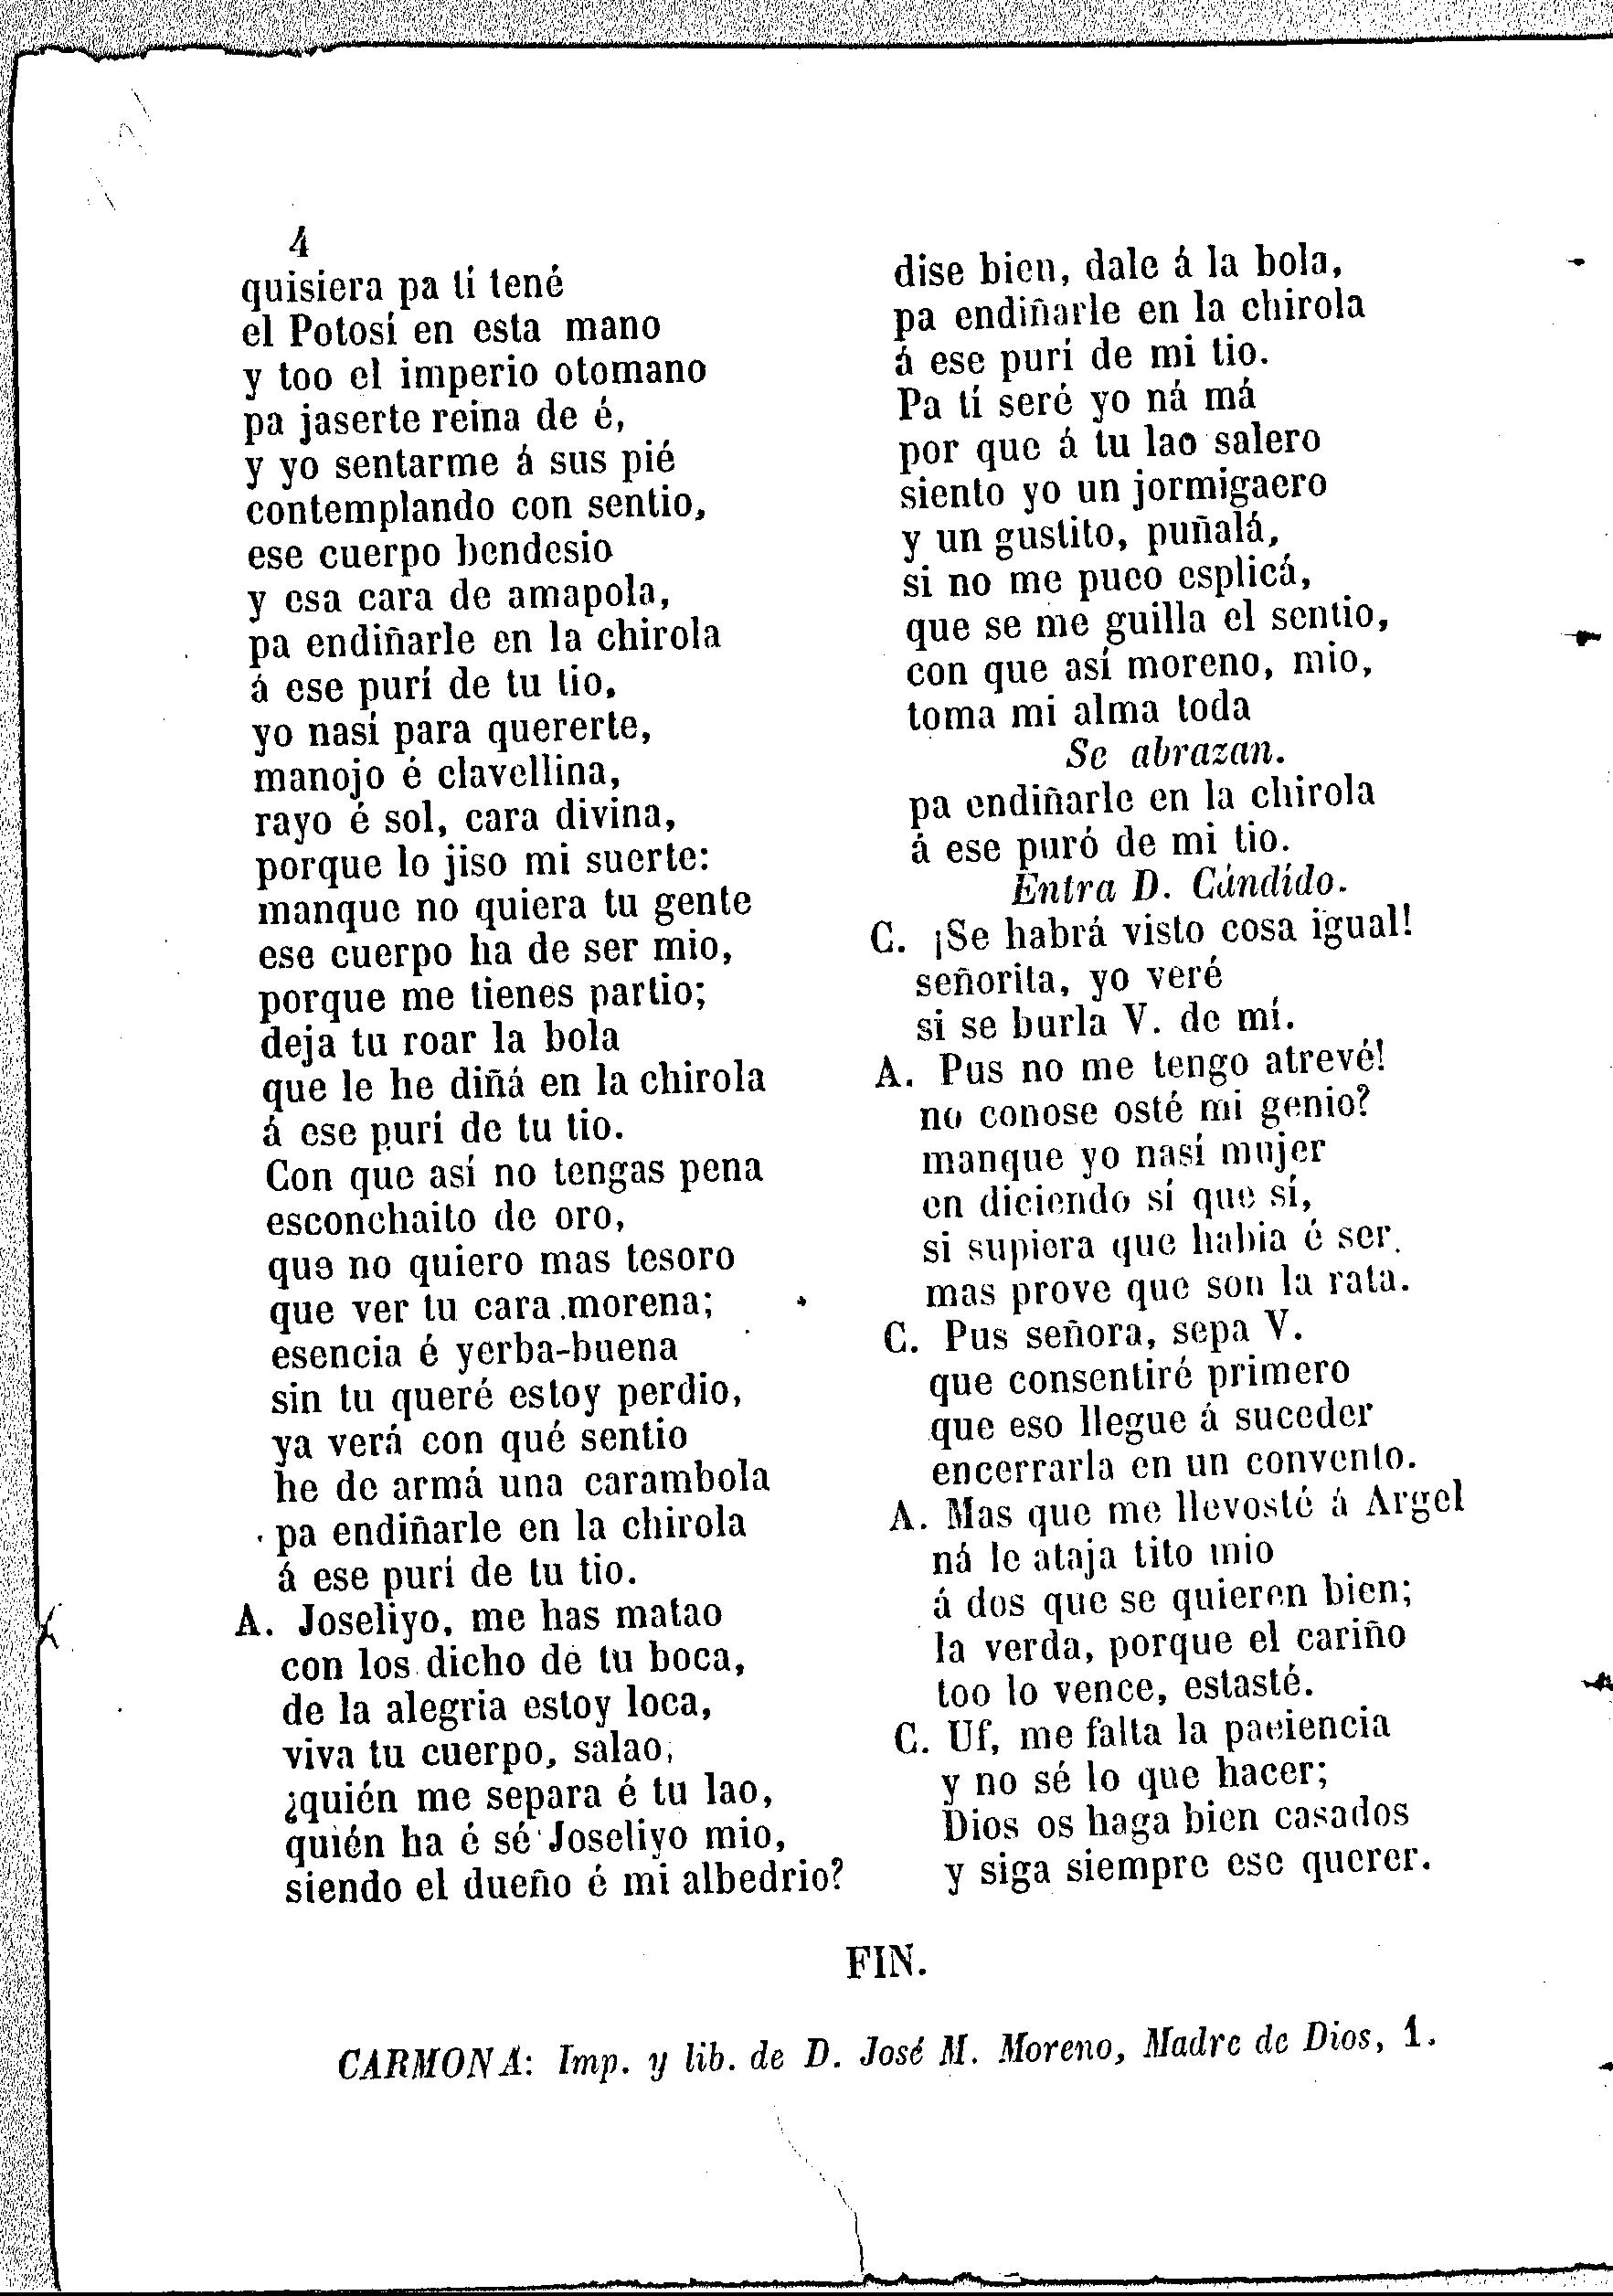 4
quisiera pa tí tené
el Potosí en esta mano
y too el imperio otomano
pa jaserte reina de é,
y yo sentarme á sus pié
contemplando con sentio,
ese cuerpo bendesio
y esa cara de amapola,
pa endiñarle en la chirola
á ese purí de tu tio,
yo nasí para quererte,
manojo é clavellina,
rayo é sol, cara divina,
porque lo jiso mi suerte:
manque no quiera tu gente
ese cuerpo ha de ser mio,
porque me tienes partio;
deja tu roar la bola
que le he diñá en la chirola
á ese purí de tu tio.
Con que así no tengas pena
esconchaito de oro,
que no quiero mas tesoro
que ver tu cara morena;
esencia é yerba-buena
sin tu queré estoy perdio,
ya verá con qué sentio
he de armá una carambola
pa endiñarle en la chirola
á ese purí de tu tio.
A. Joseliyo, me has matao
con los dicho de tu boca,
de la alegria estoy loca,
viva tu cuerpo, salao,
¿quién me separa é tu lao,
quién ha é sé Joseliyo mio,
siendo el dueño é mi albedrio?
dise bien, dale á la bola,
pa endiñarle en la chirola
á ese purí de mi tio.
Pa tí seré yo ná má
por que á tu lao salero
siento yo un jormigaero
y un gustito, puñalá,
si no me pueo esplicá,
que se me guilla el sentio,
con que así moreno, mio,
toma mi alma toda
Se abrazan.
pa endiñarle en la chirola
á ese puró de mi tio.
Entra D. Cándido.
C. ¡Se habrá visto cosa igual!
señorita, yo veré
si se burla V. de mí.
A. Pus no me tengo atrevé!
no conose osté mi genio?
manque yo nasí mujer
en diciendo sí que sí,
si supiera que habia é ser
mas prove que son la rata.
C. Pus señora, sepa V.
que consentiré primero
que eso llegue á suceder
encerrarla en un convento.
A. Mas que me llevosté á Argel
ná le ataja tito mio
á dos que se quieren bien;
la verda, porque el cariño
too lo vence, estasté.
C. Uf, me falta la paciencia
y no sé lo que hacer;
Dios os haga bien casados
y siga siempre ese querer.
FIN.
CARMONA: Imp. y lib. de D. José M. Moreno, Madre de Dios, 1.